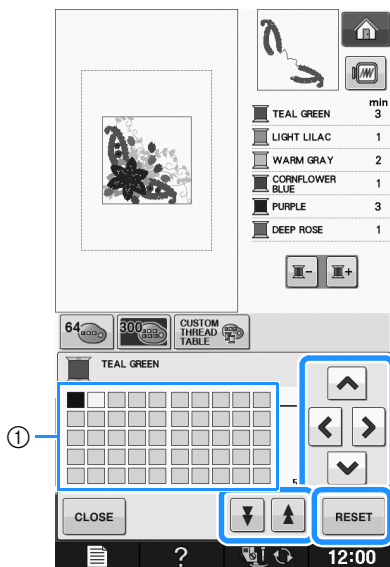 min
TEAL GREEN 3
LIGHT LILAC 1
WARM GRAY 2
CORNFLOWER
BLUE 1
PURPLE 3
DEEP ROSE 1
- +
64
300
CUSTOM
THREAD
TABLE
TEAL GREEN
1
5
CLOSE
RESET
?
12:00